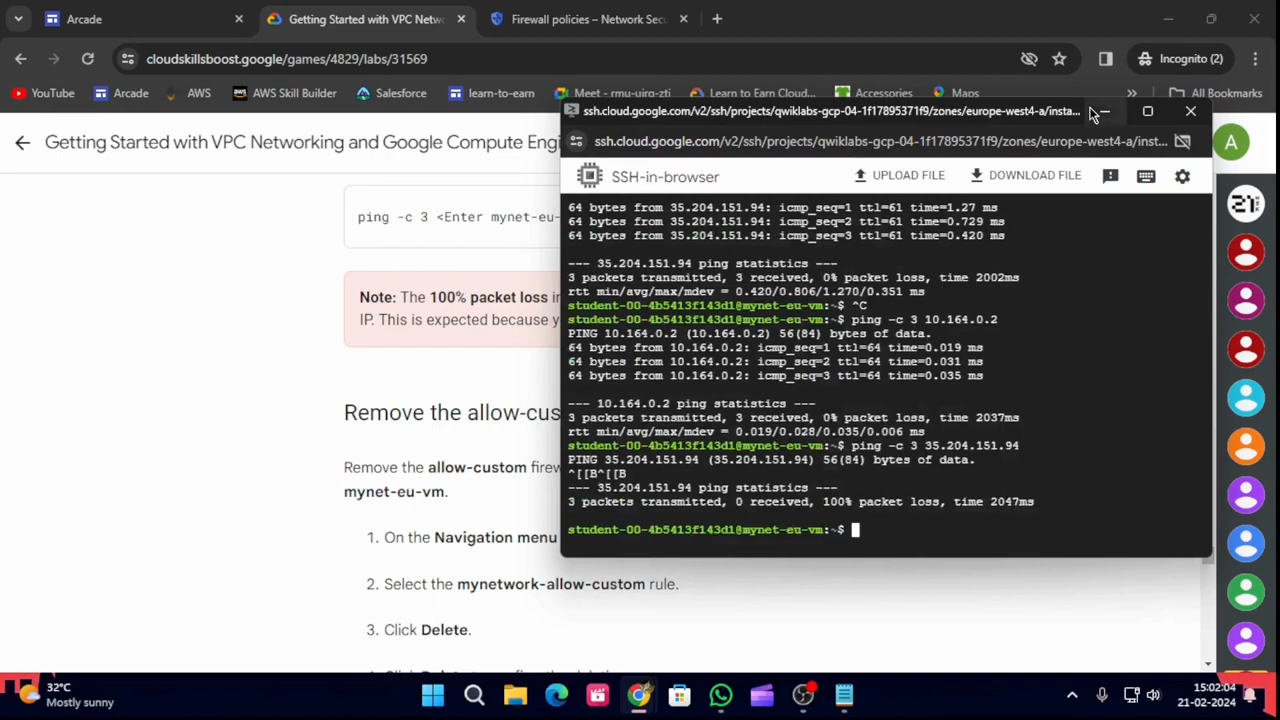 Arcade
Getting Started with VPC Netw
Firewall policies – Network Sec
cloudskillsboost.google/games/4829/labs/31569
Incognito (2)
YouTube
Arcade
AWS
AWS Skill Builder
Salesforce
learn-to-earn
Meet - rmu-uirg-zti
Learn to Earn Cloud
Accessories
Maps
»
All Bookmarks
Getting Started with VPC Networking and Google Compute Engi
A
ping -c 3 <Enter mynet-eu-
Note: The 100% packet loss in
IP. This is expected because y
Remove the allow-cus
Remove the allow-custom firew
mynet-eu-vm.
1. On the Navigation menu
2. Select the mynetwork-allow-custom rule.
3. Click Delete.
ssh.cloud.google.com/v2/ssh/projects/qwiklabs-gcp-04-1f17895371f9/zones/europe-west4-a/insta...
ssh.cloud.google.com/v2/ssh/projects/qwiklabs-gcp-04-1f17895371f9/zones/europe-west4-a/inst...
SSH-in-browser
UPLOAD FILE
DOWNLOAD FILE
64 bytes from 35.204.151.94: icmp_seq=1 ttl=61 time=1.27 ms
64 bytes from 35.204.151.94: icmp_seq=2 ttl=61 time=0.729 ms
64 bytes from 35.204.151.94: icmp_seq=3 ttl=61 time=0.420 ms
--- 35.204.151.94 ping statistics ---
3 packets transmitted, 3 received, 0% packet loss, time 2002ms
rtt min/avg/max/mdev = 0.420/0.806/1.270/0.351 ms
student-00-4b5413f143d1@mynet-eu-vm:~$ ^C
student-00-4b5413f143d1@mynet-eu-vm:~$ ping -c 3 10.164.0.2
PING 10.164.0.2 (10.164.0.2) 56(84) bytes of data.
64 bytes from 10.164.0.2: icmp_seq=1 ttl=64 time=0.019 ms
64 bytes from 10.164.0.2: icmp_seq=2 ttl=64 time=0.031 ms
64 bytes from 10.164.0.2: icmp_seq=3 ttl=64 time=0.035 ms
--- 10.164.0.2 ping statistics ---
3 packets transmitted, 3 received, 0% packet loss, time 2037ms
rtt min/avg/max/mdev = 0.019/0.028/0.035/0.006 ms
student-00-4b5413f143d1@mynet-eu-vm:~$ ping -c 3 35.204.151.94
PING 35.204.151.94 (35.204.151.94) 56(84) bytes of data.
^[[B^[[B
--- 35.204.151.94 ping statistics ---
3 packets transmitted, 0 received, 100% packet loss, time 2047ms
student-00-4b5413f143d1@mynet-eu-vm:~$
32°C
Mostly sunny
15:02:04
21-02-2024